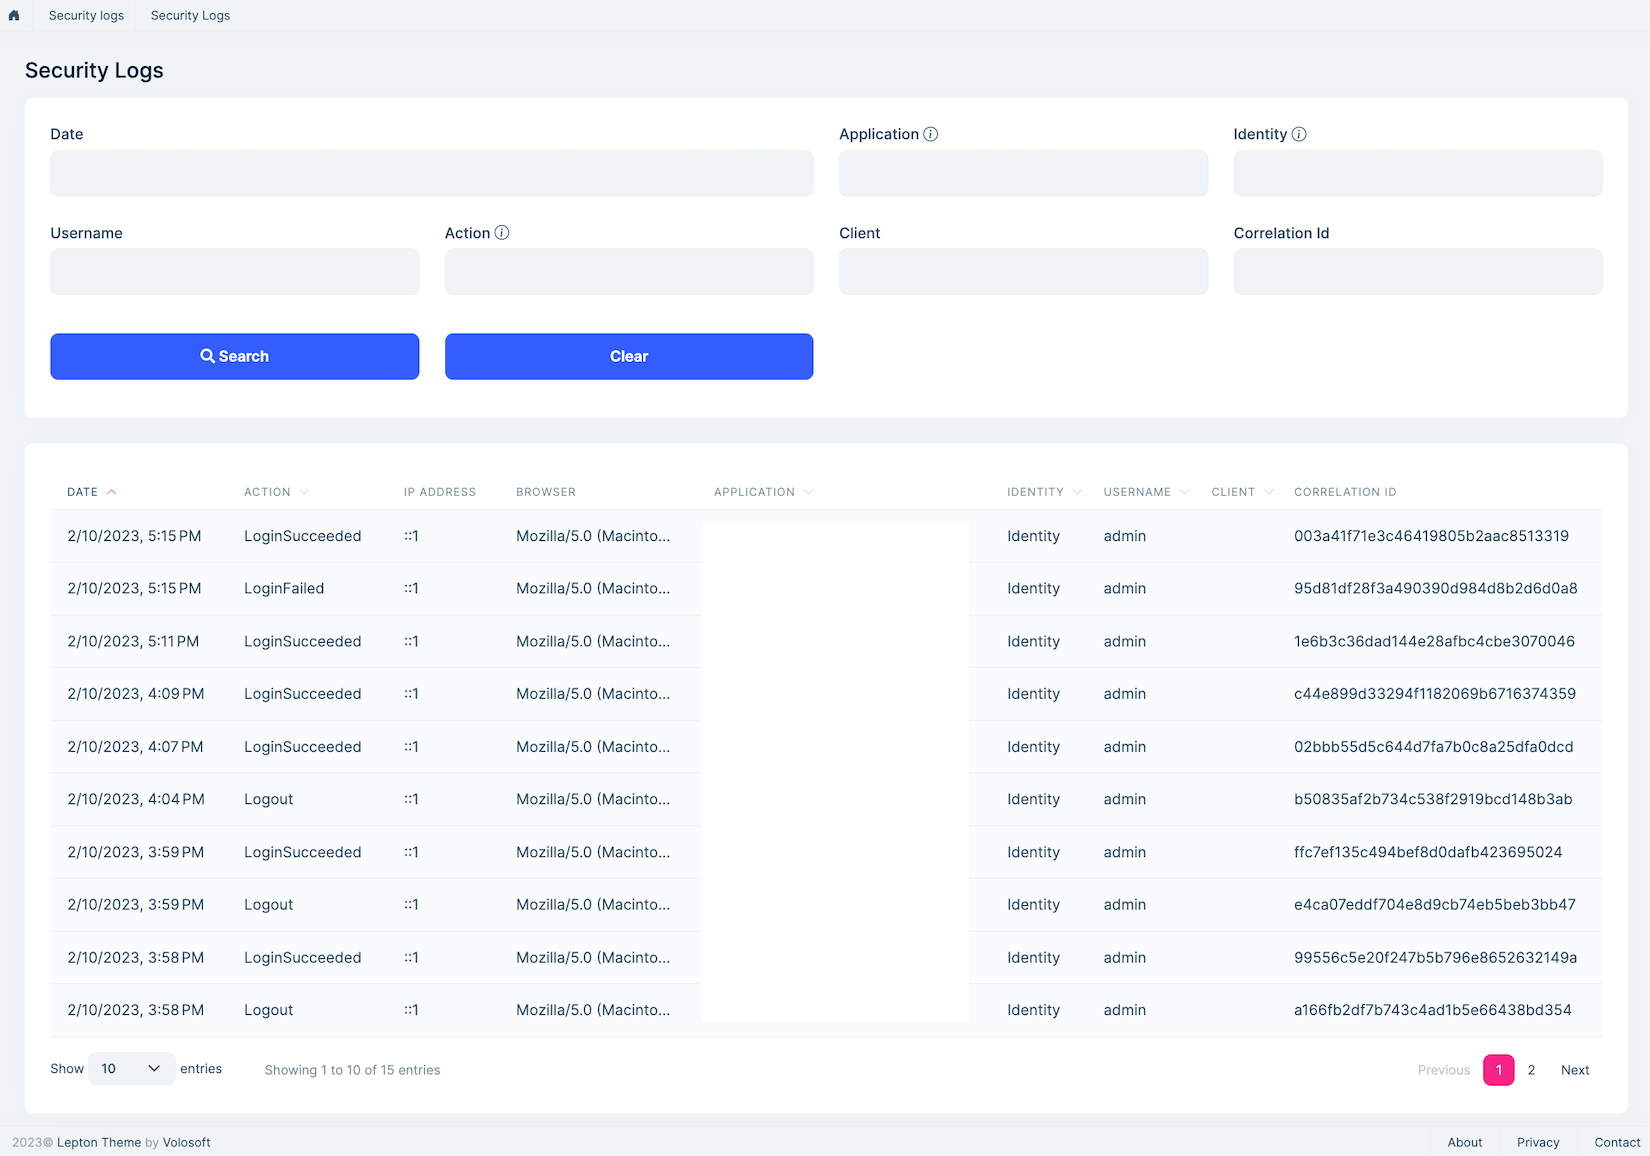 Security logs Security Logs
Security Logs
Date Application Identity
Username Action Client Correlation Id
Search Clear
DATE ACTION IP ADDRESS BROWSER APPLICATION IDENTITY USERNAME CLIENT CORRELATION ID
2/10/2023, 5:15 PM LoginSucceeded ::1 Mozilla/5.0 (Macinto... Identity admin 003a41f71e3c46419805b2aac8513319
2/10/2023, 5:15 PM LoginFailed ::1 Mozilla/5.0 (Macinto... Identity admin 95d81df28f3a490390d984d8b2d6d0a8
2/10/2023, 5:11 PM LoginSucceeded ::1 Mozilla/5.0 (Macinto... Identity admin 1e6b3c36dad144e28afbc4cbe3070046
2/10/2023, 4:09 PM LoginSucceeded ::1 Mozilla/5.0 (Macinto... Identity admin c44e899d33294f1182069b6716374359
2/10/2023, 4:07 PM LoginSucceeded ::1 Mozilla/5.0 (Macinto... Identity admin 02bbb55d5c644d7fa7b0c8a25dfa0dcd
2/10/2023, 4:04 PM Logout ::1 Mozilla/5.0 (Macinto... Identity admin b50835af2b734c538f2919bcd148b3ab
2/10/2023, 3:59 PM LoginSucceeded ::1 Mozilla/5.0 (Macinto... Identity admin ffc7ef135c494bef8d0dafb423695024
2/10/2023, 3:59 PM Logout ::1 Mozilla/5.0 (Macinto... Identity admin e4ca07eddf704e8d9cb74eb5beb3bb47
2/10/2023, 3:58 PM LoginSucceeded ::1 Mozilla/5.0 (Macinto... Identity admin 99556c5e20f247b5b796e8652632149a
2/10/2023, 3:58 PM Logout ::1 Mozilla/5.0 (Macinto... Identity admin a166fb2df7b743c4ad1b5e66438bd354
Show 10 entries Showing 1 to 10 of 15 entries Previous 1 2 Next
2023© Lepton Theme by Volosoft About Privacy Contact